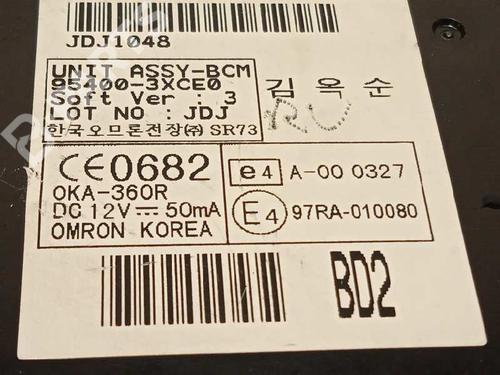 JDJ1048
UNIT ASSY-BCM
95400-3XCE0
Soft Ver : 3
LOT NO : JDJ
한국오므론전장㈜ SR73
김 옥 순
CE0682
OKA-360R
DC 12V⎓50mA
OMRON KOREA
e4 A-00 0327
E4 97RA-010080
BD2